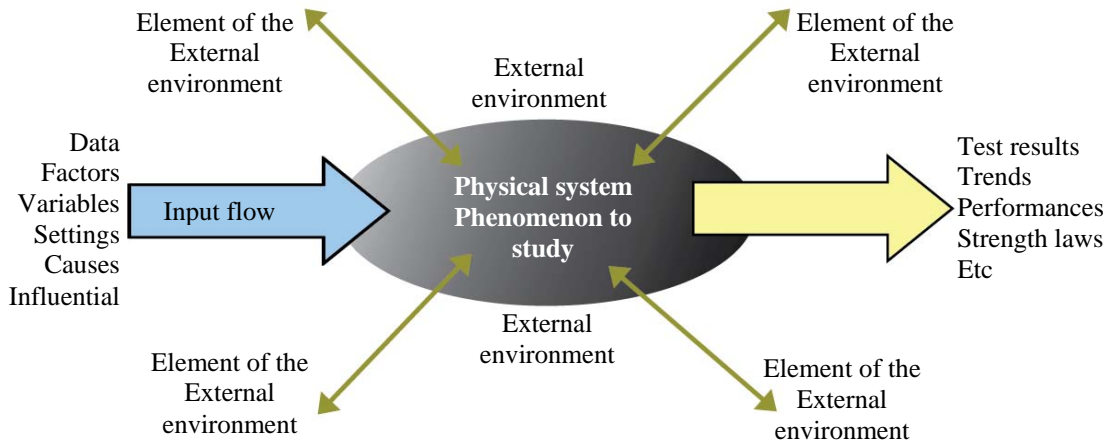 Element of the
External
environment
External
environment
Element of the
External
environment
Data
Factors
Variables
Settings
Causes
Influential
Input flow
Physical system
Phenomenon to
study
Test results
Trends
Performances
Strength laws
Etc
Element of the
External
environment
External
environment
Element of the
External
environment